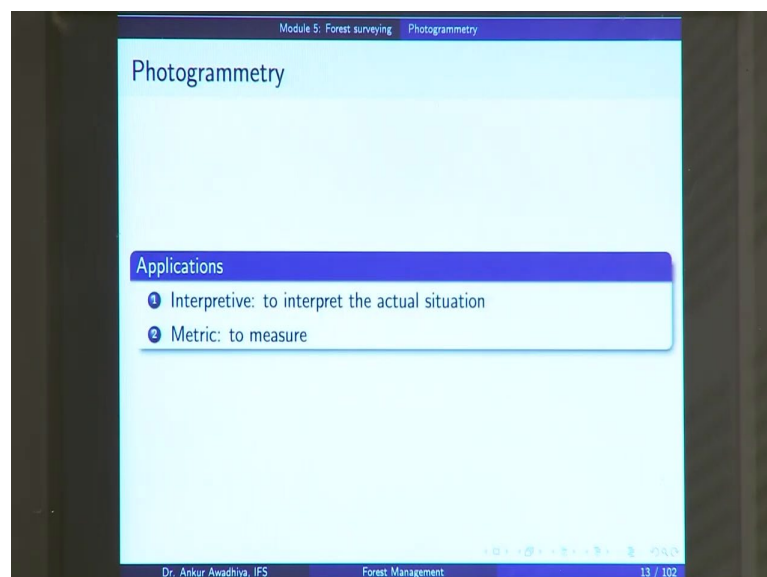 Module 5: Forest surveying Photogrammetry
Photogrammetry
Applications
1 Interpretive: to interpret the actual situation
2 Metric: to measure
Dr. Ankur Awadhiya, IFS Forest Management 13 / 102